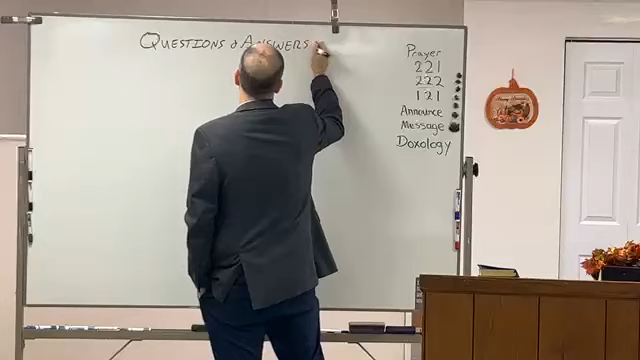 Questions & Answers
Prayer
221
222
121
Announce
Message
Doxology